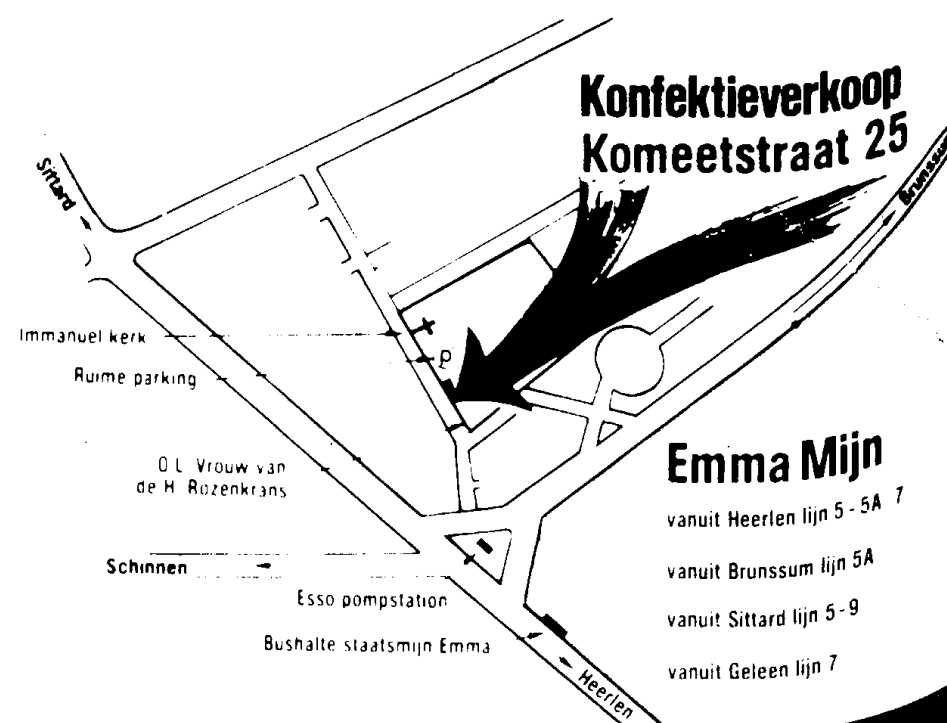 Konfektieverkoop
Komeetstraat 25
Sittard
Brunssum
Immanuel kerk
p
Ruime parking
O.L. Vrouw van
de H. Rozenkrans
Schinnen
Esso pompstation
Bushalte staatsmijn Emma
Heerlen
Emma Mijn
vanuit Heerlen lijn 5 - 5A 7
vanuit Brunssum lijn 5A
vanuit Sittard lijn 5 - 9
vanuit Geleen lijn 7